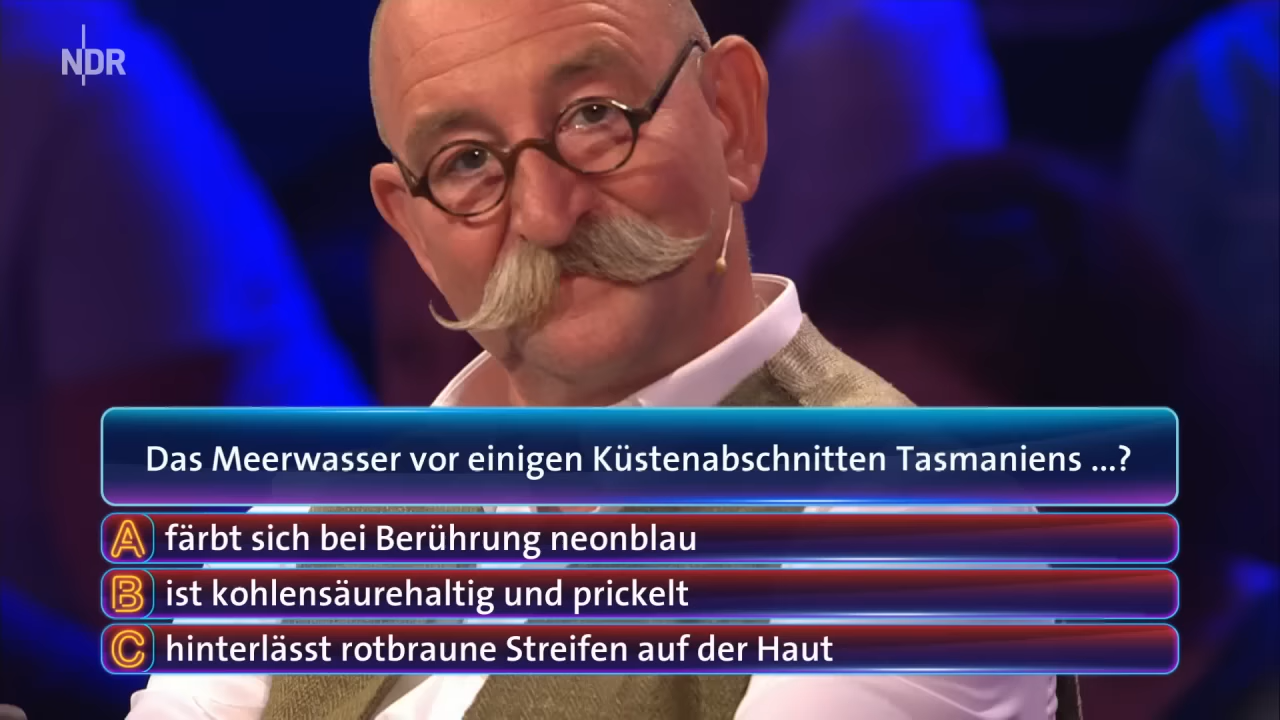 NDR
Das Meerwasser vor einigen Küstenabschnitten Tasmaniens ...?
A färbt sich bei Berührung neonblau
B ist kohlensäurehaltig und prickelt
C hinterlässt rotbraune Streifen auf der Haut